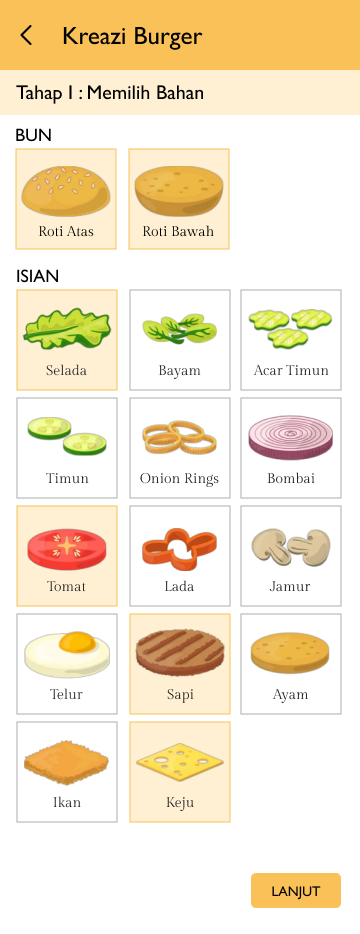 Kreazi Burger
Tahap 1 : Memilih Bahan
BUN
Roti Atas
Roti Bawah
ISIAN
Selada
Bayam
Acar Timun
Timun
Onion Rings
Bombai
Tomat
Lada
Jamur
Telur
Sapi
Ayam
Ikan
Keju
LANJUT